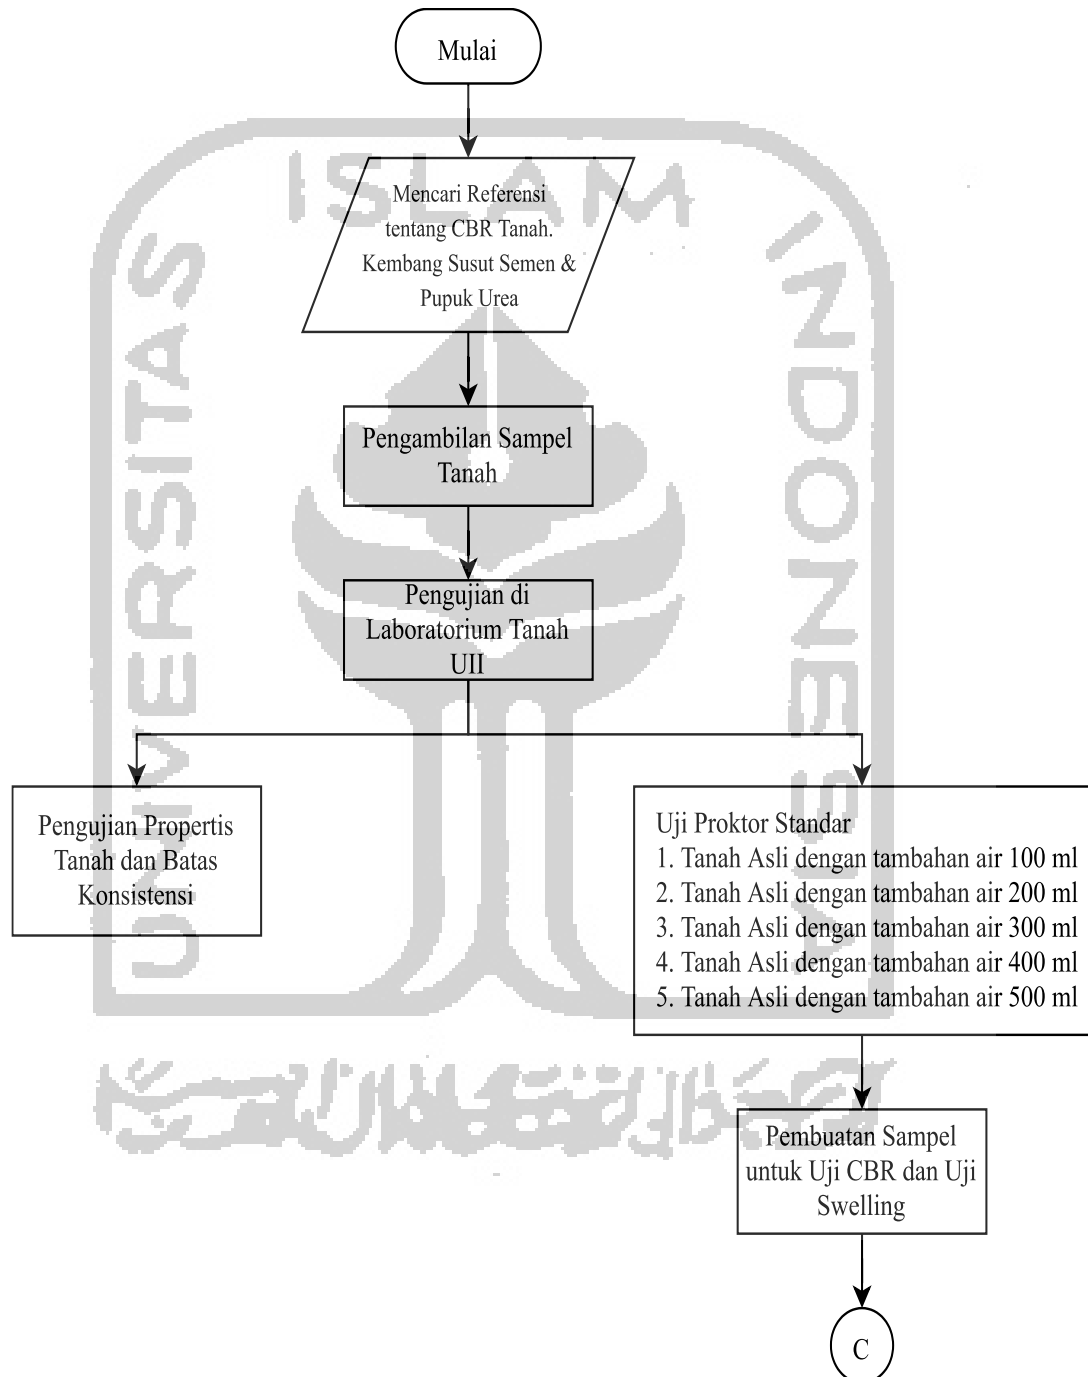 Mulai
Mencari Referensi
tentang CBR Tanah.
Kembang Susut Semen &
Pupuk Urea
Pengambilan Sampel
Tanah
Pengujian di
Laboratorium Tanah
UII
Pengujian Propertis
Tanah dan Batas
Konsistensi
Uji Proktor Standar
1. Tanah Asli dengan tambahan air 100 ml
2. Tanah Asli dengan tambahan air 200 ml
3. Tanah Asli dengan tambahan air 300 ml
4. Tanah Asli dengan tambahan air 400 ml
5. Tanah Asli dengan tambahan air 500 ml
Pembuatan Sampel
untuk Uji CBR dan Uji
Swelling
C
UNIVERSITAS
ISLAM
INDONESIA